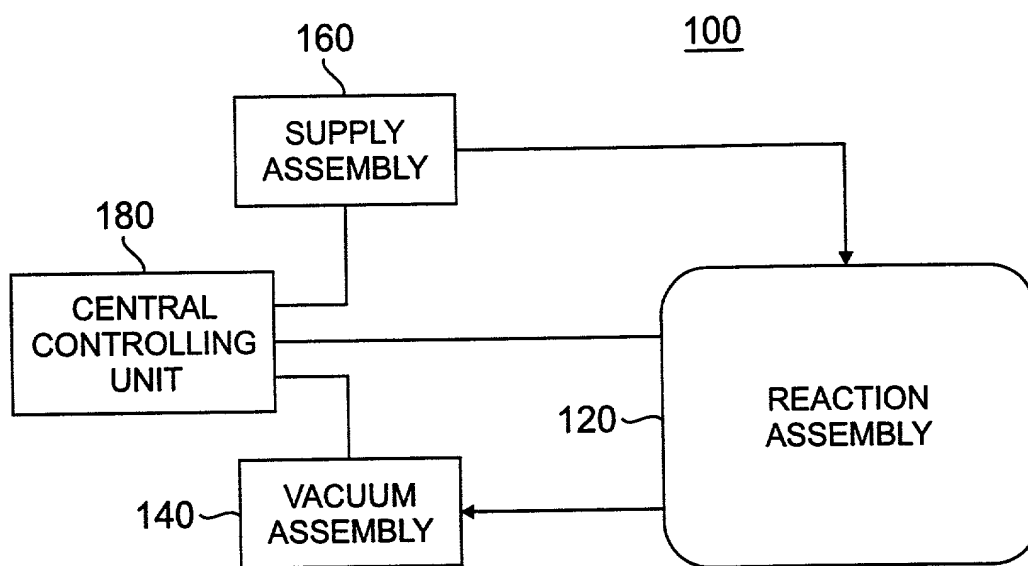 100
160
SUPPLY
ASSEMBLY
180
CENTRAL
CONTROLLING
UNIT
120
REACTION
ASSEMBLY
140
VACUUM
ASSEMBLY